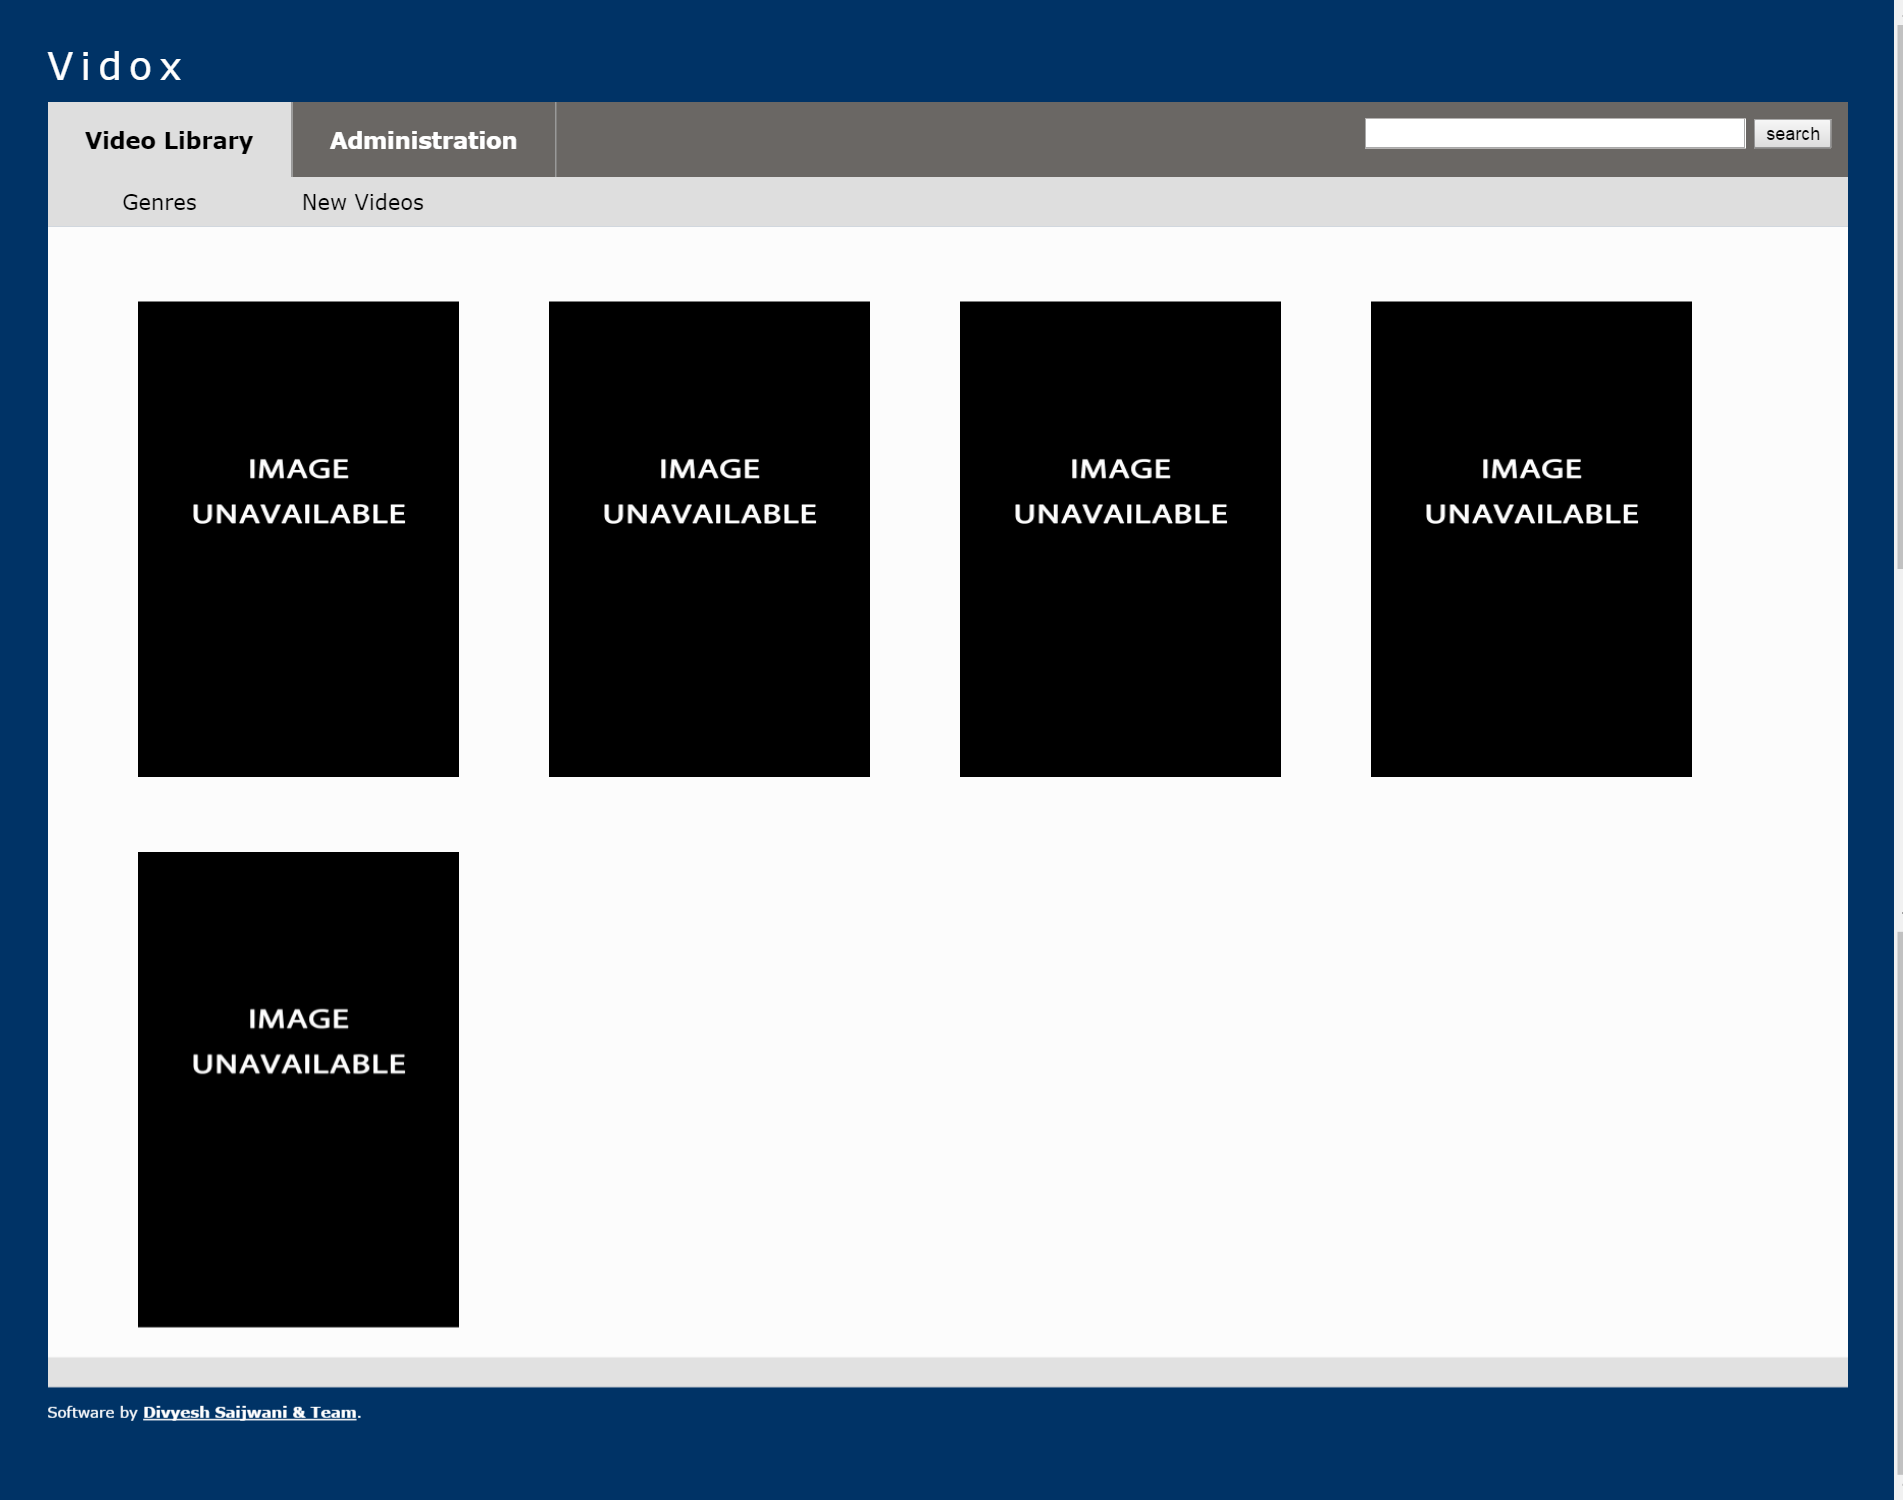 Vidox
Video Library
Administration
search
Genres
New Videos
IMAGE
UNAVAILABLE
IMAGE
UNAVAILABLE
IMAGE
UNAVAILABLE
IMAGE
UNAVAILABLE
IMAGE
UNAVAILABLE
Software by Divyesh Saijwani & Team.